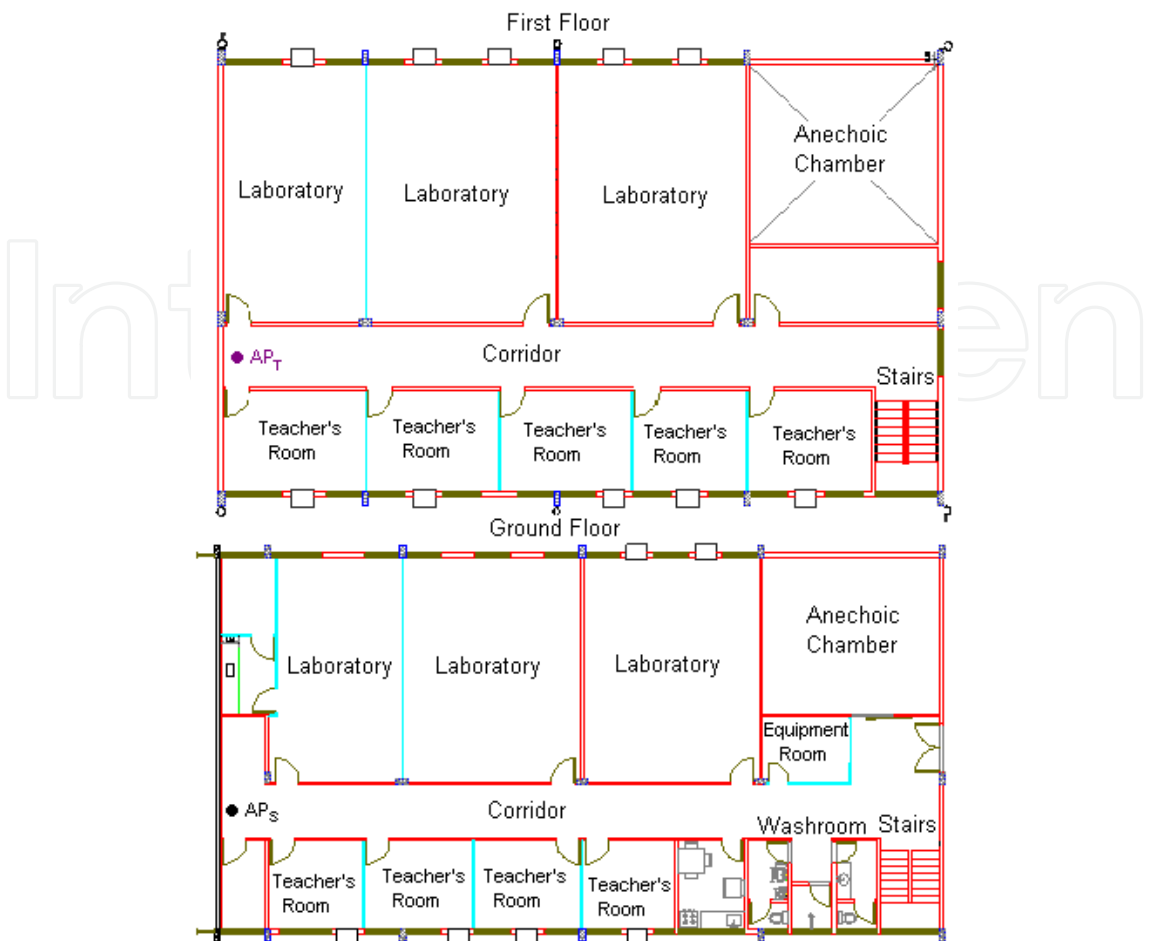 First Floor
Laboratory
Laboratory
Laboratory
Anechoic
Chamber
AP_T
Corridor
Stairs
Teacher's
Room
Teacher's
Room
Teacher's
Room
Teacher's
Room
Teacher's
Room
Ground Floor
Laboratory
Laboratory
Laboratory
Anechoic
Chamber
Equipment
Room
AP_S
Corridor
Washroom
Stairs
Teacher's
Room
Teacher's
Room
Teacher's
Room
Teacher's
Room